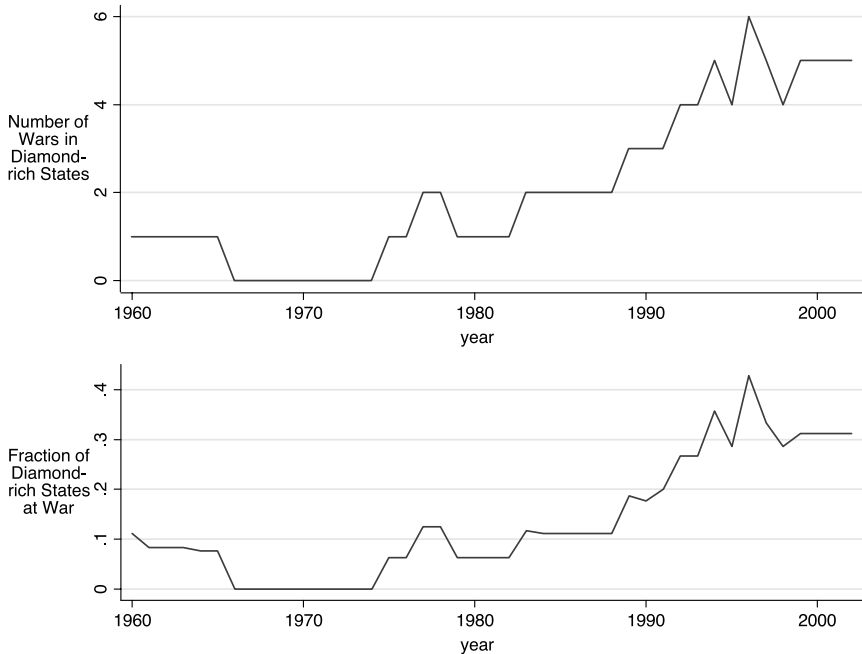 6
4
2
0
Number of
Wars in
Diamond-
rich States
1960
1970
1980
1990
2000
year
.4
.3
.2
.1
0
Fraction of
Diamond-
rich States
at War
1960
1970
1980
1990
2000
year